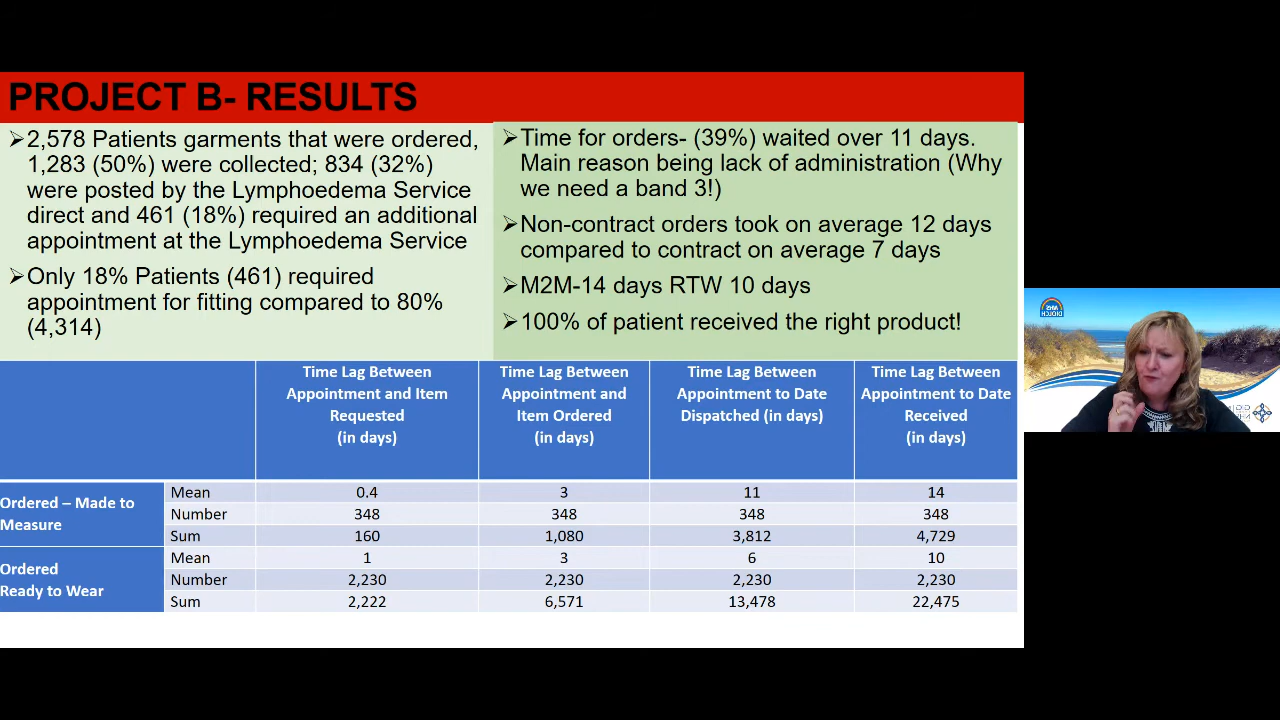 PROJECT B- RESULTS
➢2,578 Patients garments that were ordered,
1,283 (50%) were collected; 834 (32%)
were posted by the Lymphoedema Service
direct and 461 (18%) required an additional
appointment at the Lymphoedema Service
➢Only 18% Patients (461) required
appointment for fitting compared to 80%
(4,314)
➢Time for orders- (39%) waited over 11 days.
Main reason being lack of administration (Why
we need a band 3!)
➢Non-contract orders took on average 12 days
compared to contract on average 7 days
➢M2M-14 days RTW 10 days
➢100% of patient received the right product!
Time Lag Between
Appointment and Item
Requested
(in days)
Time Lag Between
Appointment and
Item Ordered
(in days)
Time Lag Between
Appointment to Date
Dispatched (in days)
Time Lag Between
Appointment to Date
Received
(in days)
Ordered – Made to
Measure
Mean 0.4 3 11 14
Number 348 348 348 348
Sum 160 1,080 3,812 4,729
Ordered
Ready to Wear
Mean 1 3 6 10
Number 2,230 2,230 2,230 2,230
Sum 2,222 6,571 13,478 22,475